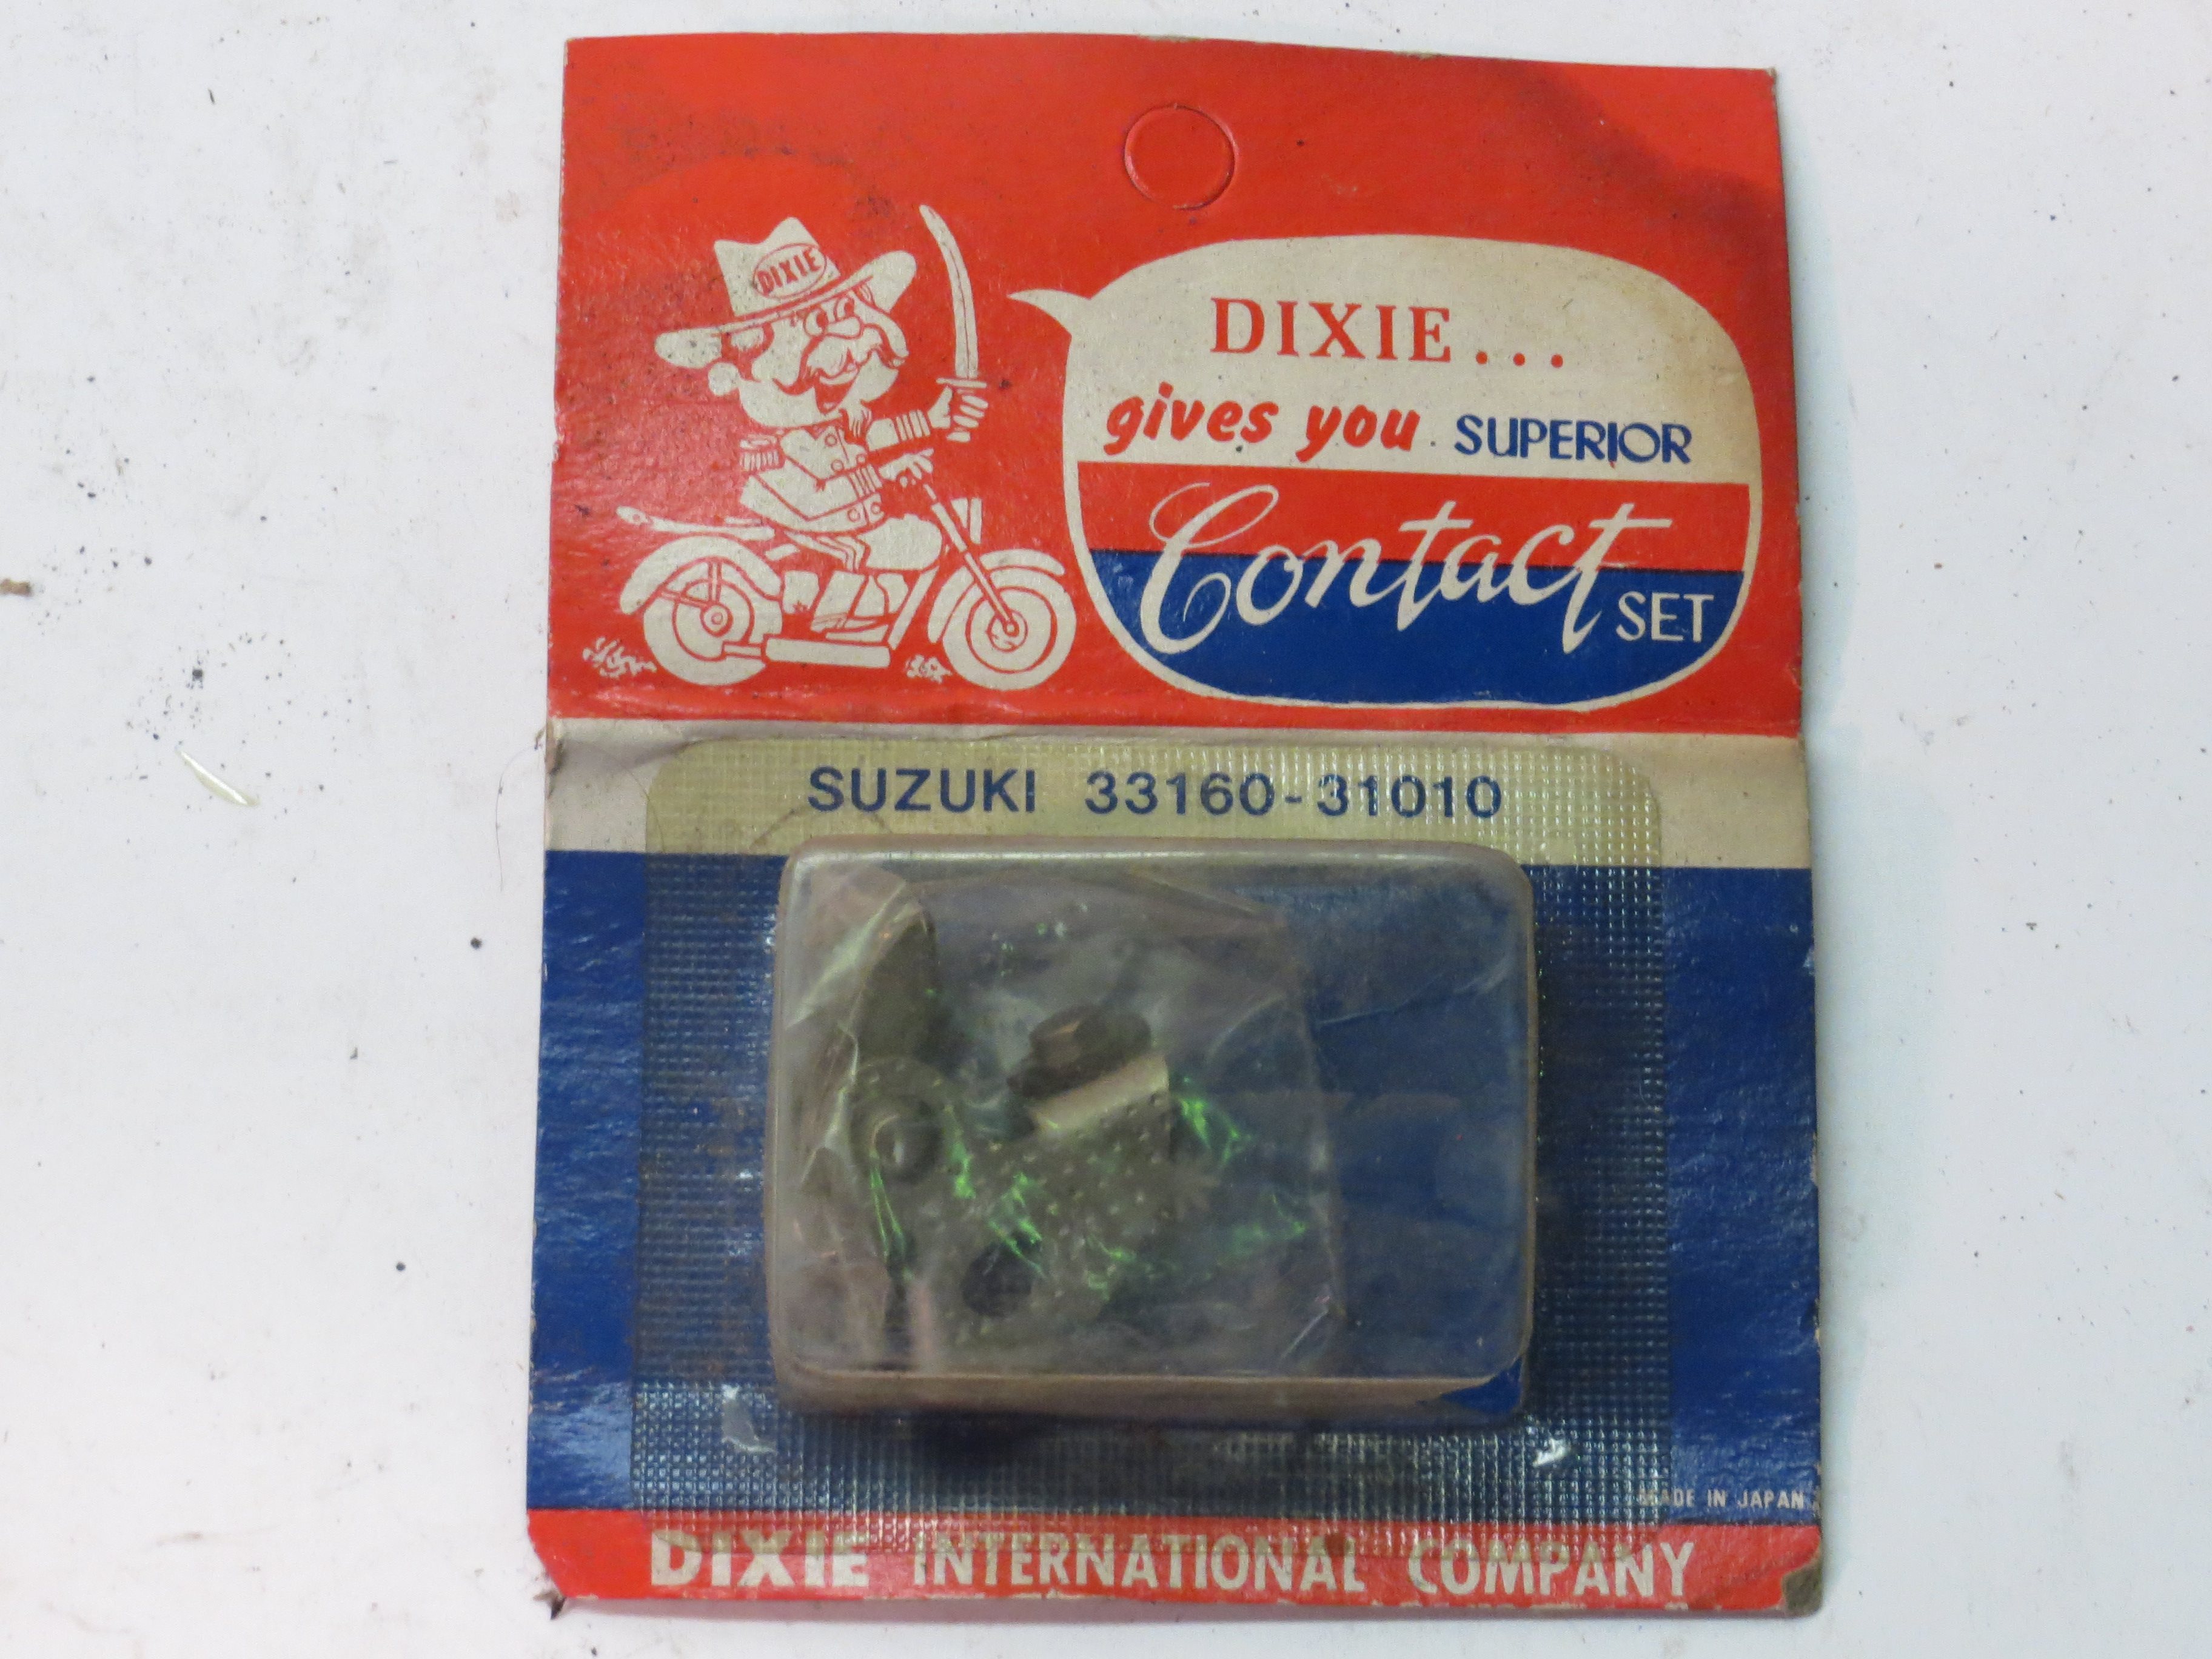 DIXIE
DIXIE...
gives you SUPERIOR
Contact SET
SUZUKI 33160-31010
MADE IN JAPAN
DIXIE INTERNATIONAL COMPANY